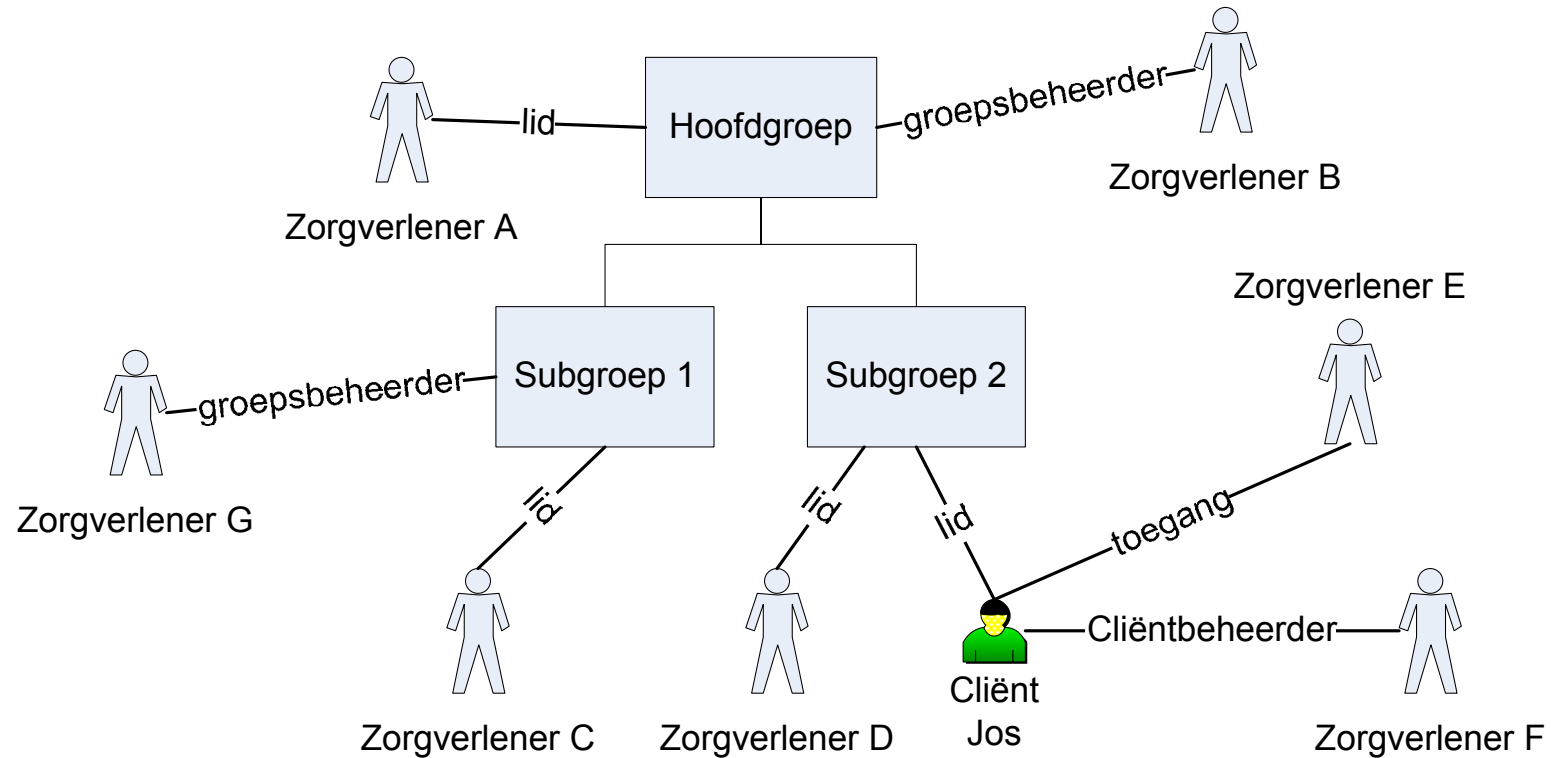 lid
Hoofdgroep
groepsbeheerder
Zorgverlener B
Zorgverlener A
Zorgverlener E
groepsbeheerder
Subgroep 1
Subgroep 2
Zorgverlener G
lid
lid
lid
toegang
Cliëntbeheerder
Cliënt
Jos
Zorgverlener C
Zorgverlener D
Zorgverlener F